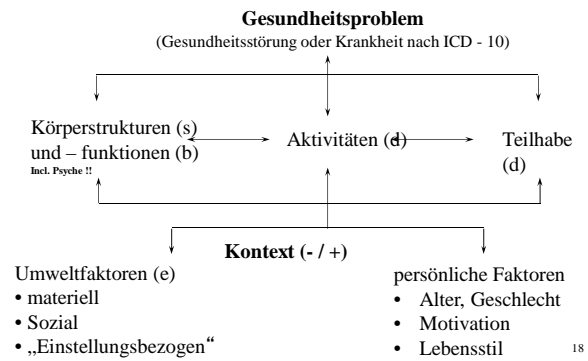 Gesundheitsproblem
(Gesundheitsstörung oder Krankheit nach ICD - 10)
Körperstrukturen (s)
und – funktionen (b)
Incl. Psyche !!
Aktivitäten (d)
Teilhabe
(d)
Kontext (- / +)
Umweltfaktoren (e)
• materiell
• Sozial
• „Einstellungsbezogen“
persönliche Faktoren
• Alter, Geschlecht
• Motivation
• Lebensstil
18